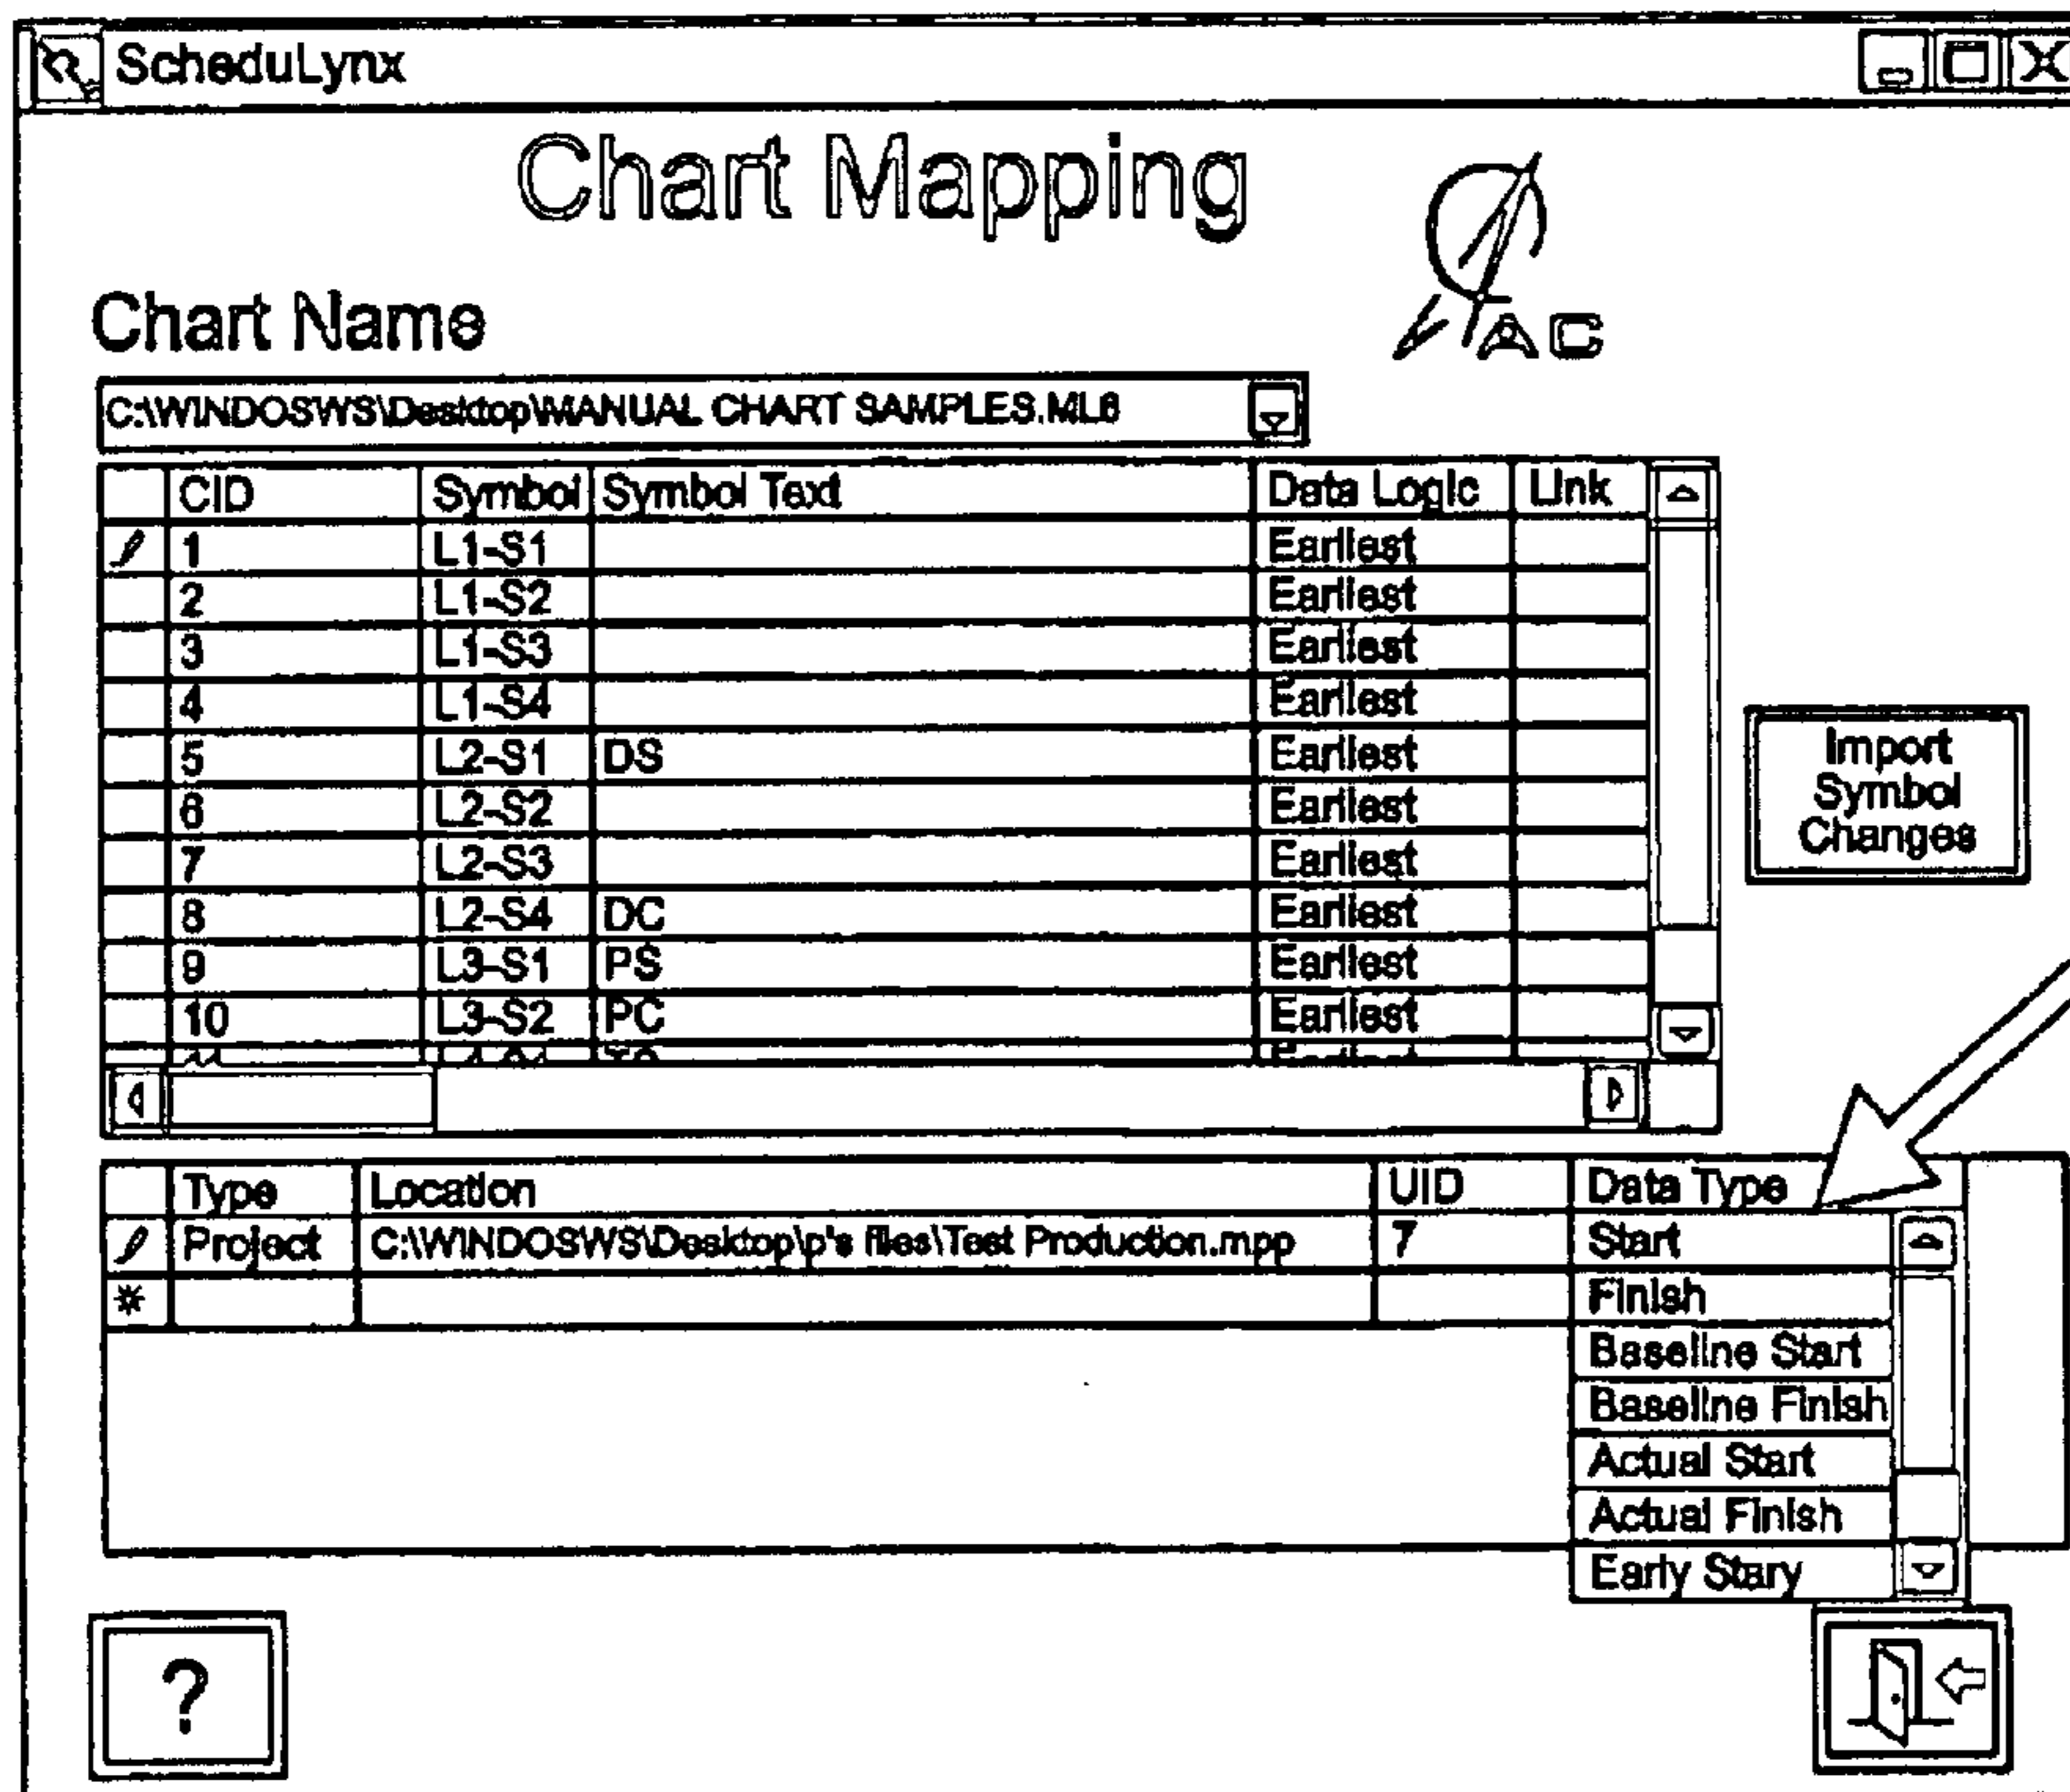 ScheduLynx
Chart Mapping
AC
Chart Name
C:\WINDOSWS\Desktop\MANUAL CHART SAMPLES.ML6
CID Symbol Symbol Text Data Logic Link
1 L1-S1 Earliest
2 L1-S2 Earliest
3 L1-S3 Earliest
4 L1-S4 Earliest
5 L2-S1 DS Earliest
6 L2-S2 Earliest
7 L2-S3 Earliest
8 L2-S4 DC Earliest
9 L3-S1 PS Earliest
10 L3-S2 PC Earliest
Import
Symbol
Changes
Type Location UID Data Type
Project C:\WINDOSWS\Desktop\p's files\Test Production.mpp 7 Start
* Finish
Baseline Start
Baseline Finish
Actual Start
Actual Finish
Early Stary
?